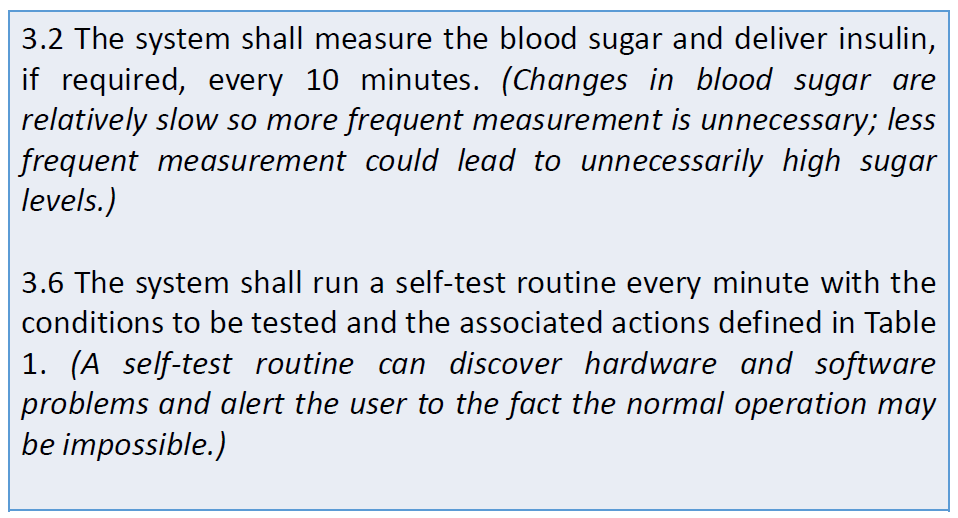 3.2 The system shall measure the blood sugar and deliver insulin,
if required, every 10 minutes. (Changes in blood sugar are
relatively slow so more frequent measurement is unnecessary; less
frequent measurement could lead to unnecessarily high sugar
levels.)
3.6 The system shall run a self-test routine every minute with the
conditions to be tested and the associated actions defined in Table
1. (A self-test routine can discover hardware and software
problems and alert the user to the fact the normal operation may
be impossible.)